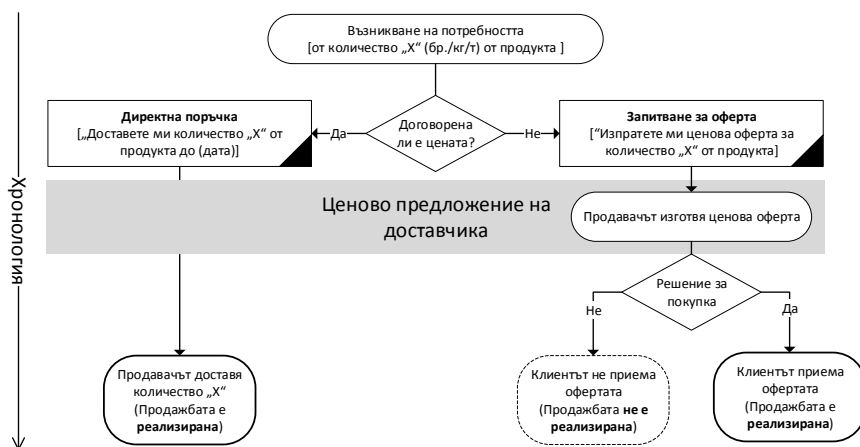 Възникване на потребността
[от количество „X“ (бр./кг/т) от продукта ]
Директна поръчка
[„Доставете ми количество „X“ от
продукта до (дата)]
Да
Договорена
ли е цената?
Не
Запитване за оферта
[“Изпратете ми ценова оферта за
количество „X“ от продукта]
Хронология
Ценово предложение на
доставчика
Продавачът изготвя ценова оферта
Решение за
покупка
Не
Да
Продавачът доставя
количество „X“
(Продажбата е
реализирана)
Клиентът не приема
офертата
(Продажбата не е
реализирана)
Клиентът приема
офертата
(Продажбата е
реализирана)